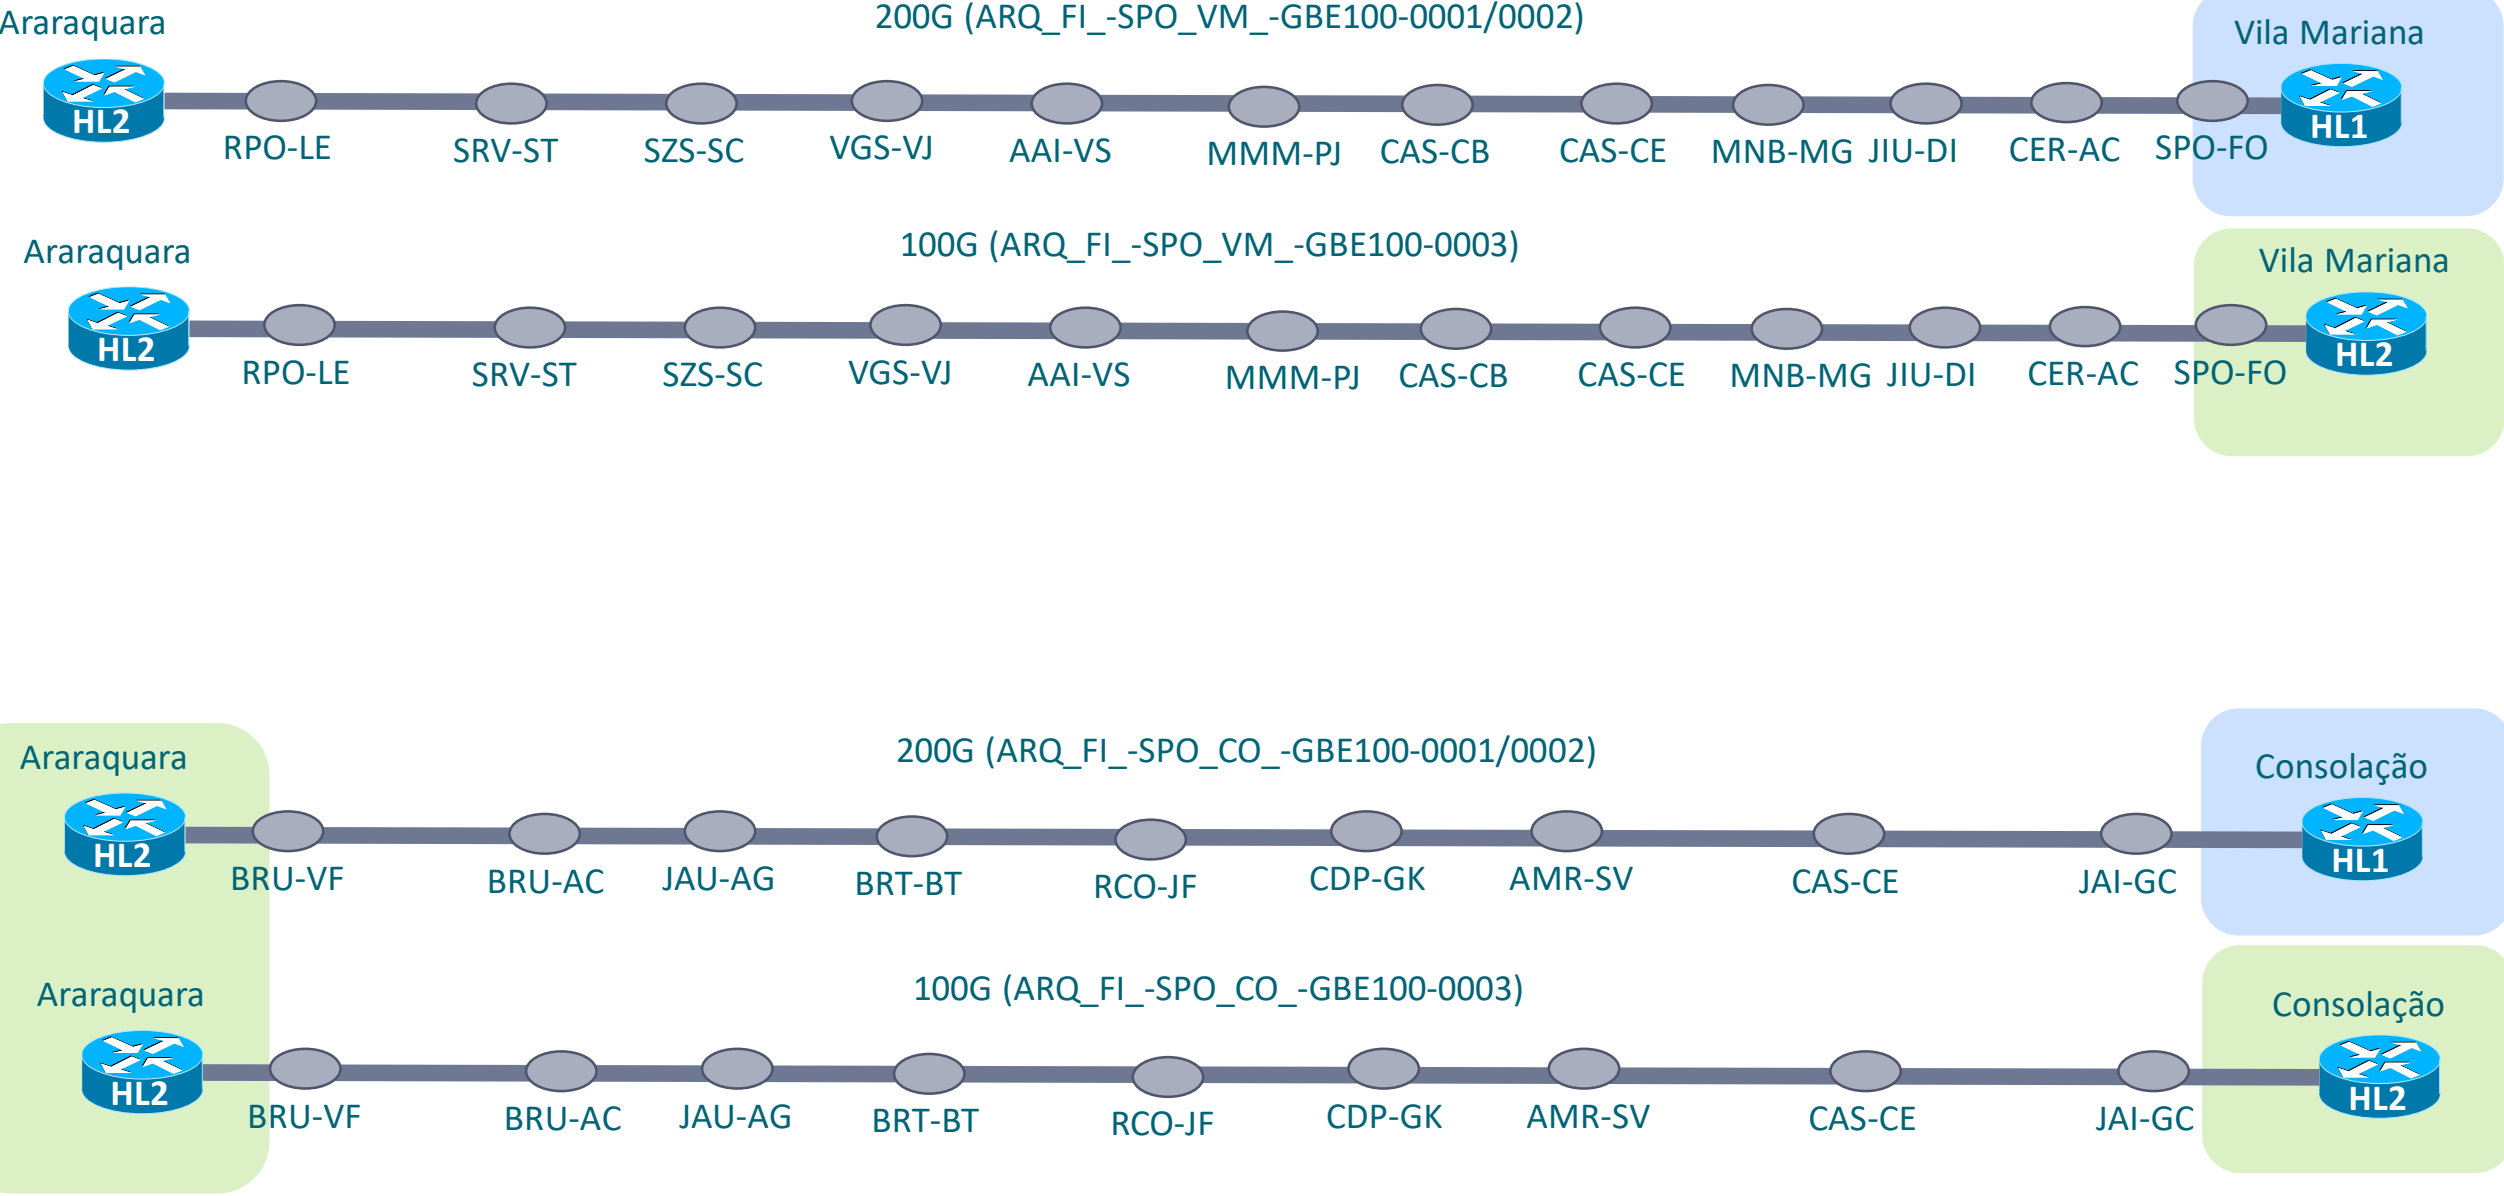 200G (ARQ_FI_-SPO_VM_-GBE100-0001/0002)
Araraquara
Vila Mariana
HL2
HL1
RPO-LE SRV-ST SZS-SC VGS-VJ AAI-VS MMM-PJ CAS-CB CAS-CE MNB-MG JIU-DI CER-AC SPO-FO
100G (ARQ_FI_-SPO_VM_-GBE100-0003)
Araraquara
Vila Mariana
HL2
HL2
RPO-LE SRV-ST SZS-SC VGS-VJ AAI-VS MMM-PJ CAS-CB CAS-CE MNB-MG JIU-DI CER-AC SPO-FO
200G (ARQ_FI_-SPO_CO_-GBE100-0001/0002)
Araraquara
Consolação
HL2
HL1
BRU-VF BRU-AC JAU-AG BRT-BT RCO-JF CDP-GK AMR-SV CAS-CE JAI-GC
100G (ARQ_FI_-SPO_CO_-GBE100-0003)
Araraquara
Consolação
HL2
HL2
BRU-VF BRU-AC JAU-AG BRT-BT RCO-JF CDP-GK AMR-SV CAS-CE JAI-GC